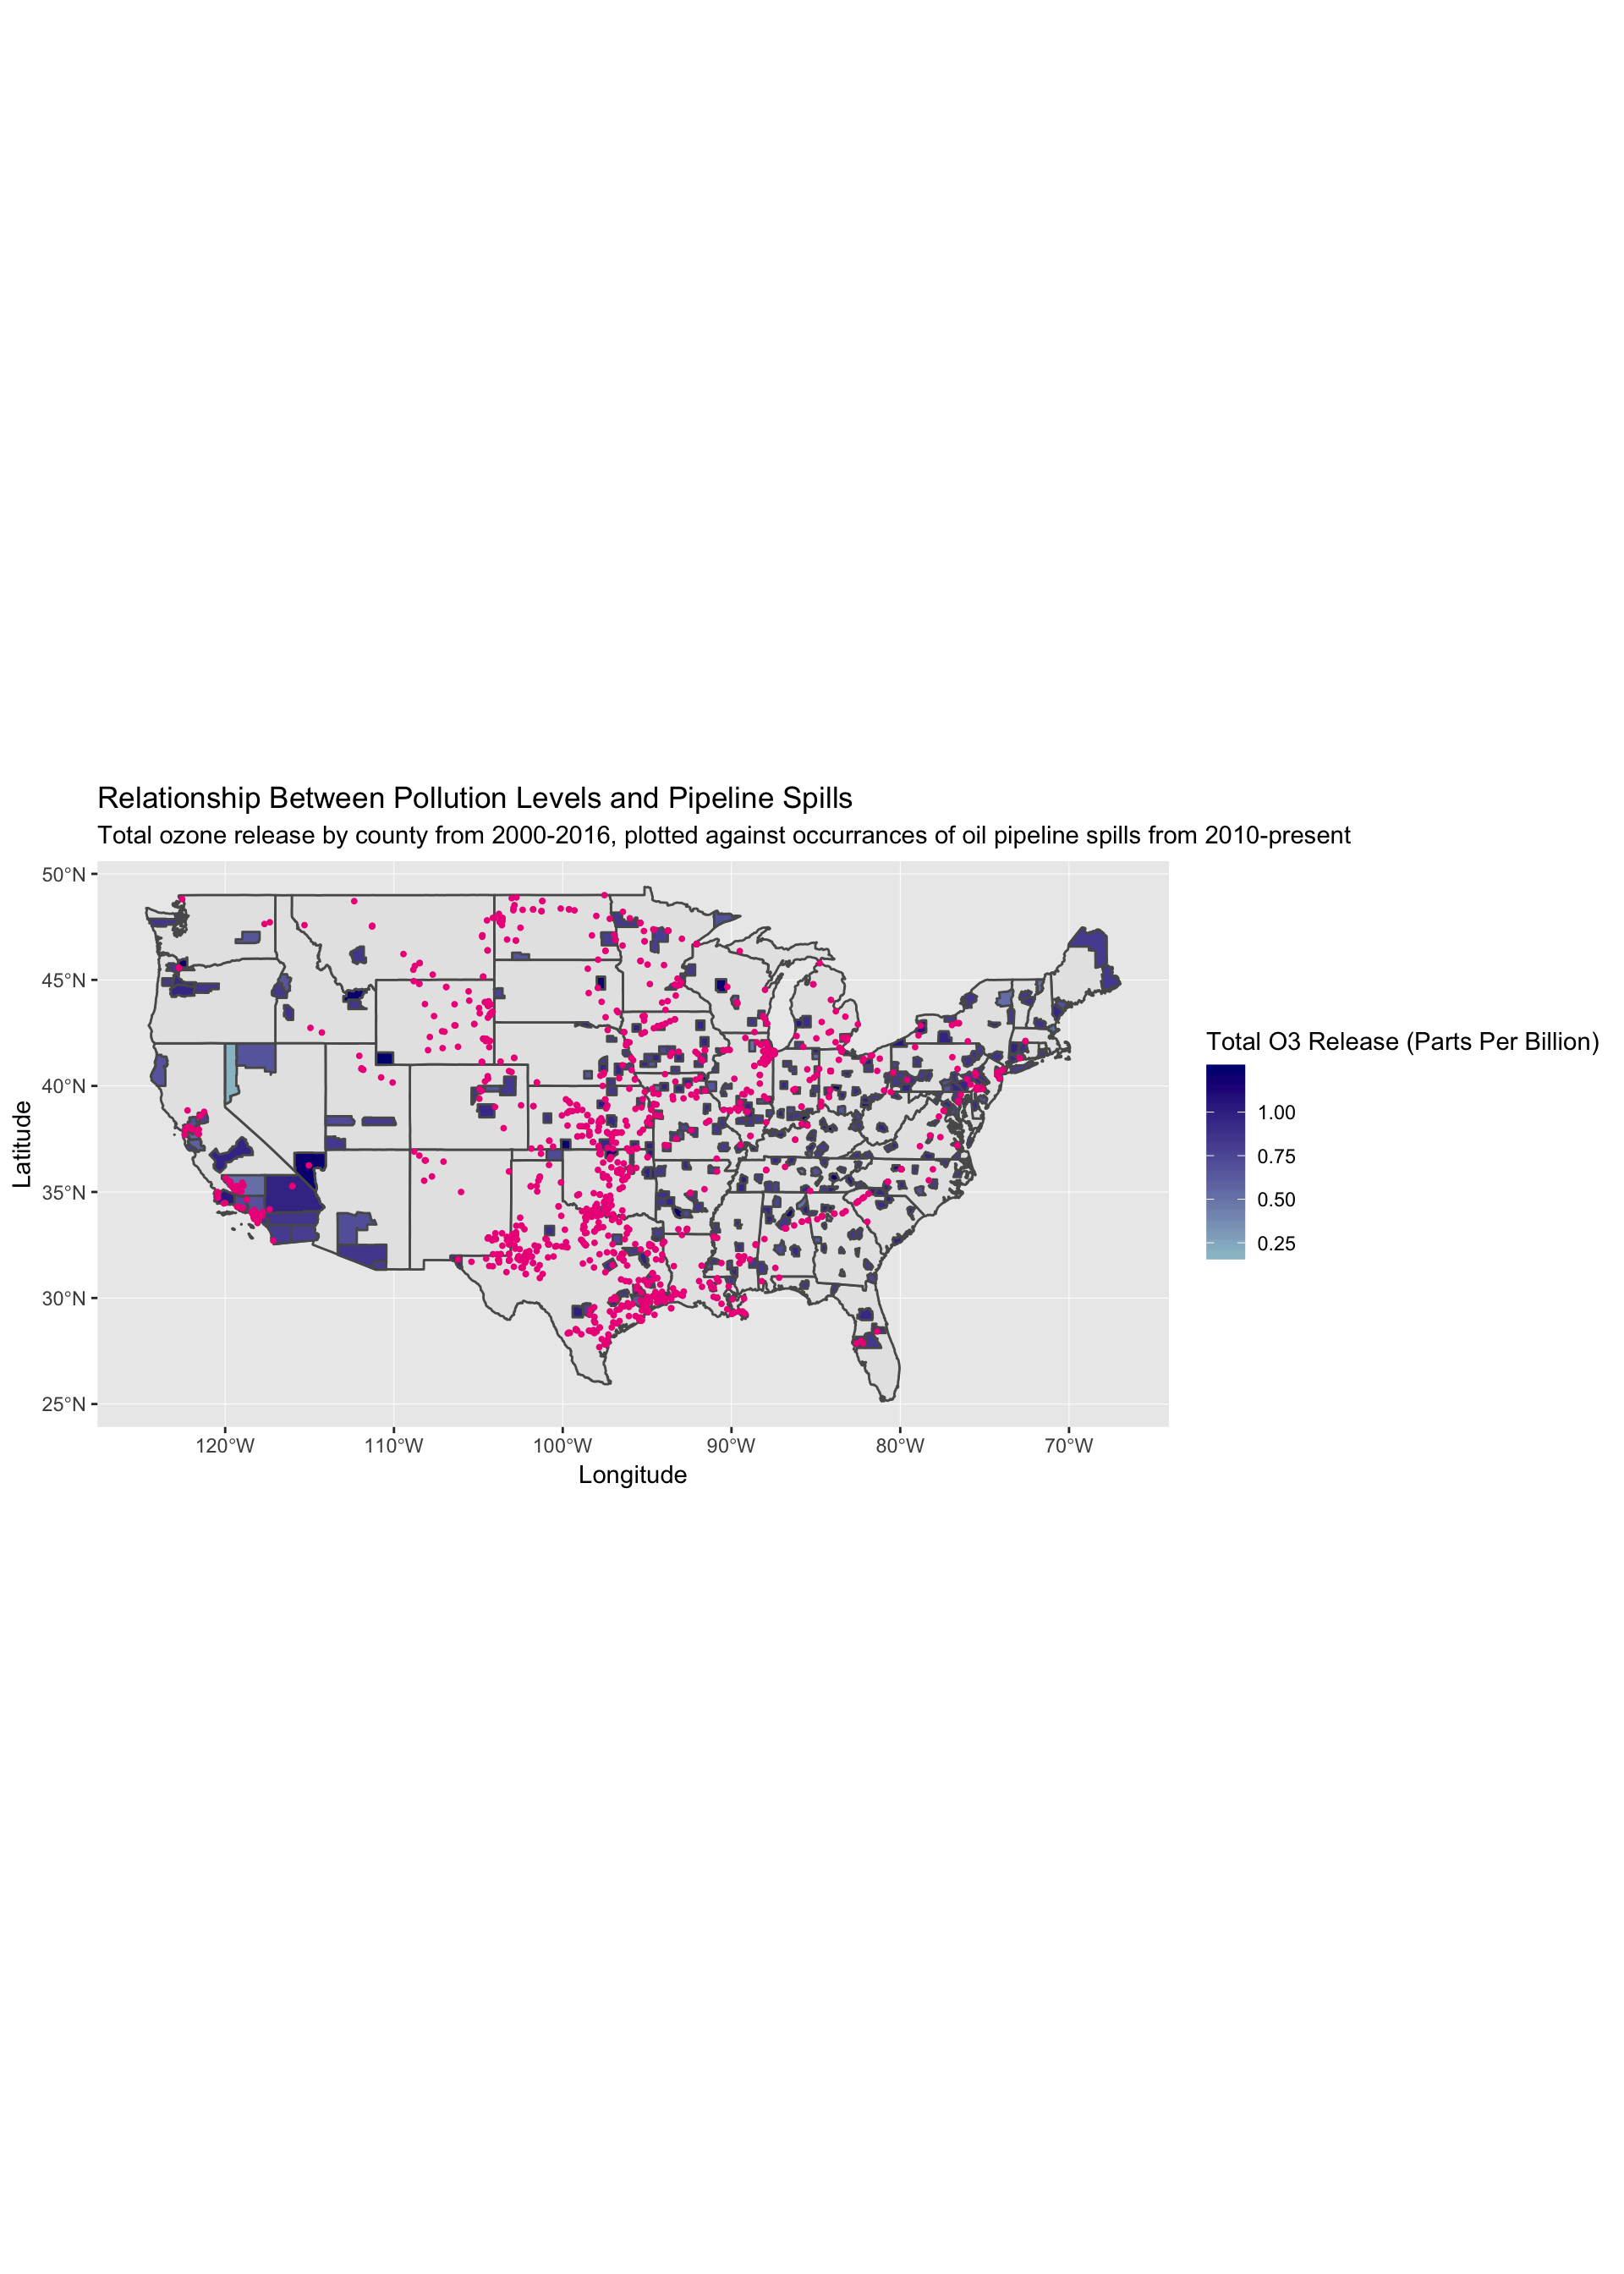 Relationship Between Pollution Levels and Pipeline Spills
Total ozone release by county from 2000-2016, plotted against occurrances of oil pipeline spills from 2010-present
50°N
45°N
40°N
35°N
30°N
25°N
Latitude
120°W 110°W 100°W 90°W 80°W 70°W
Longitude
Total O3 Release (Parts Per Billion)
1.00
0.75
0.50
0.25